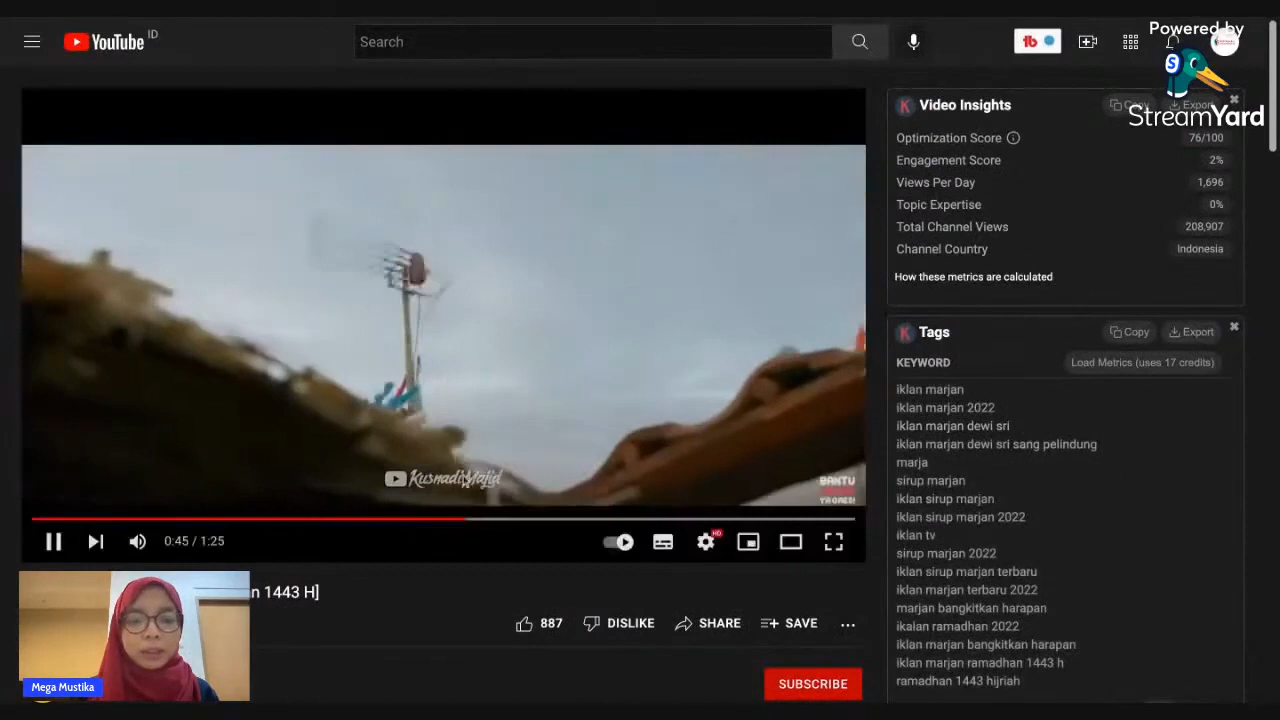 YouTube ID
Search
Powered by
StreamYard
Video Insights
Copy
Export
Optimization Score 76/100
Engagement Score 2%
Views Per Day 1,696
Topic Expertise 0%
Total Channel Views 208,907
Channel Country Indonesia
How these metrics are calculated
Tags
Copy
Export
KEYWORD
Load Metrics (uses 17 credits)
iklan marjan
iklan marjan 2022
iklan marjan dewi sri
iklan marjan dewi sri sang pelindung
marja
sirup marjan
iklan sirup marjan
iklan sirup marjan 2022
iklan tv
sirup marjan 2022
iklan sirup marjan terbaru
iklan marjan terbaru 2022
marjan bangkitkan harapan
ikalan ramadhan 2022
iklan marjan bangkitkan harapan
iklan marjan ramadhan 1443 h
ramadhan 1443 hijriah
Kusnadi Majid
BANTU
0:45 / 1:25
HD
n 1443 H]
887
DISLIKE
SHARE
SAVE
SUBSCRIBE
Mega Mustika